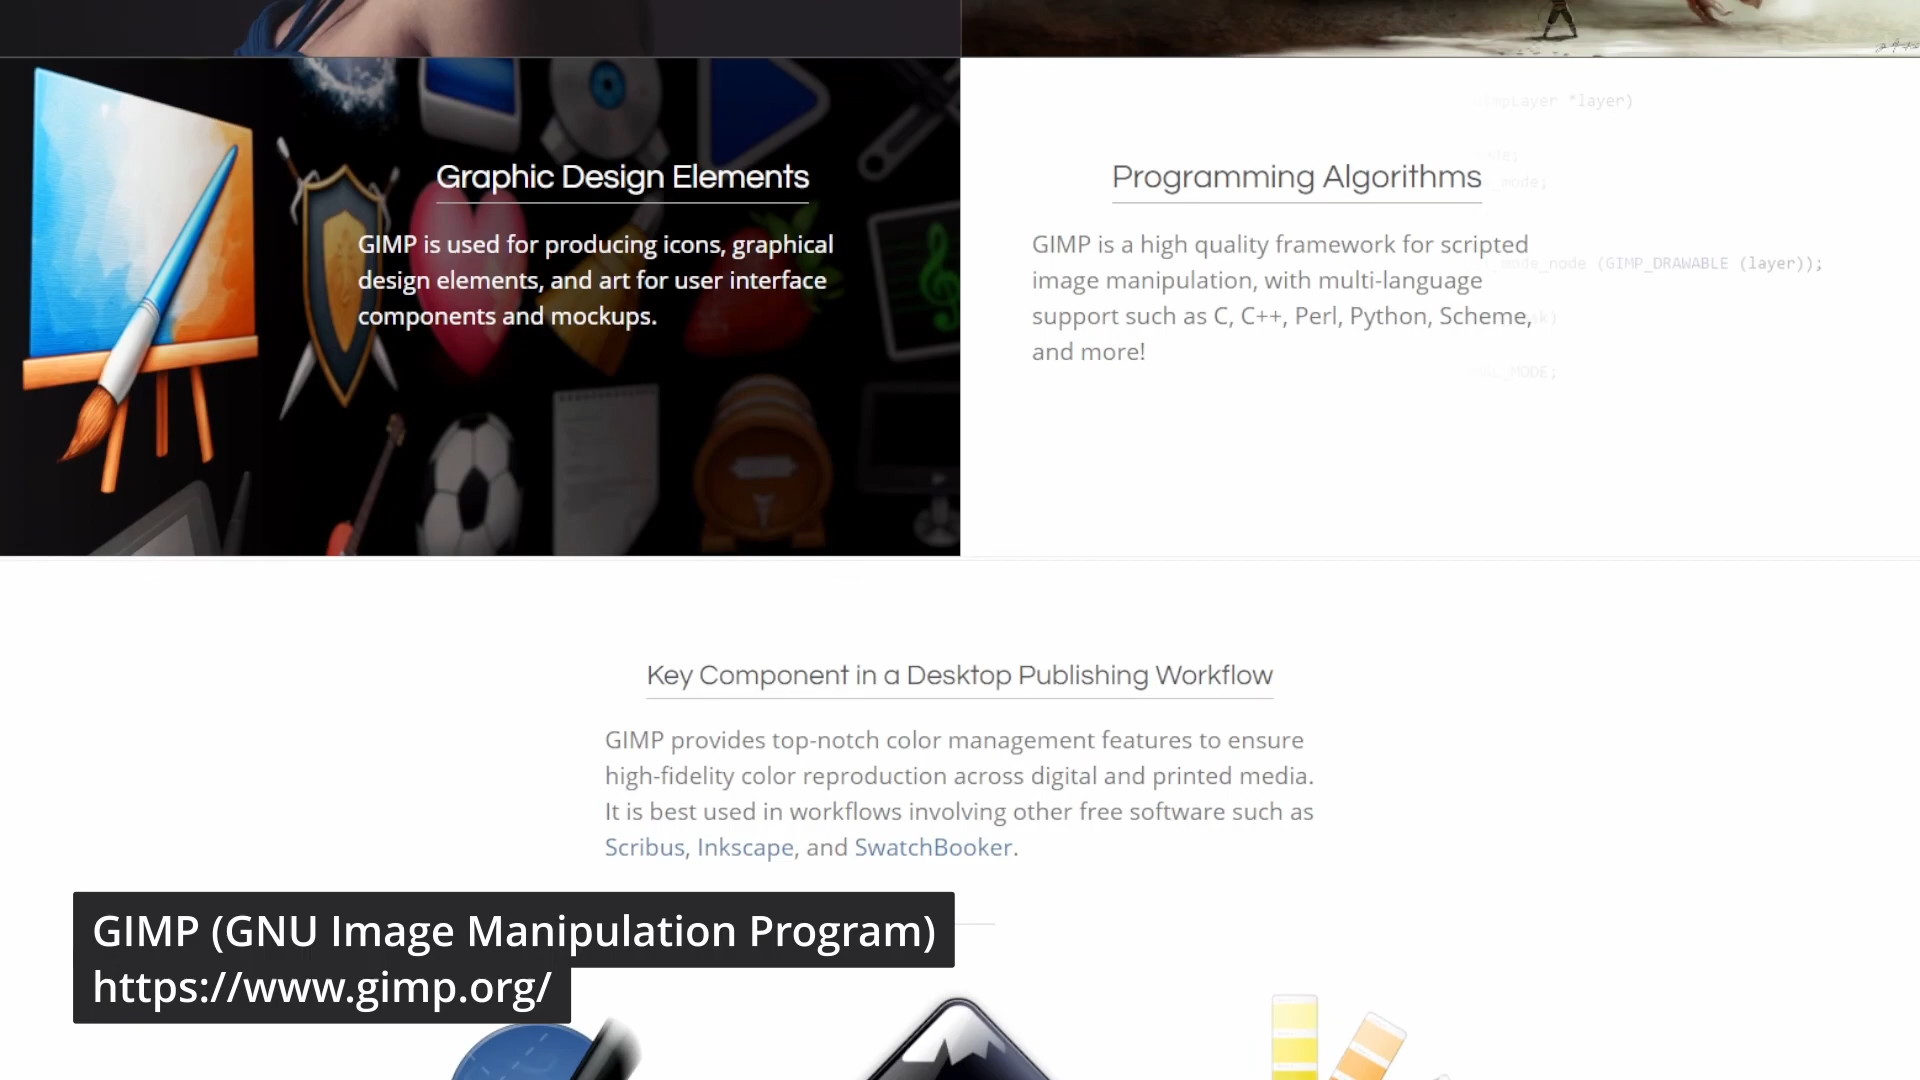 Graphic Design Elements
GIMP is used for producing icons, graphical
design elements, and art for user interface
components and mockups.
Programming Algorithms
GIMP is a high quality framework for scripted
image manipulation, with multi-language
support such as C, C++, Perl, Python, Scheme,
and more!
*layer)
(GIMP_DRAWABLE (layer));
Key Component in a Desktop Publishing Workflow
GIMP provides top-notch color management features to ensure
high-fidelity color reproduction across digital and printed media.
It is best used in workflows involving other free software such as
Scribus, Inkscape, and SwatchBooker.
GIMP (GNU Image Manipulation Program)
https://www.gimp.org/